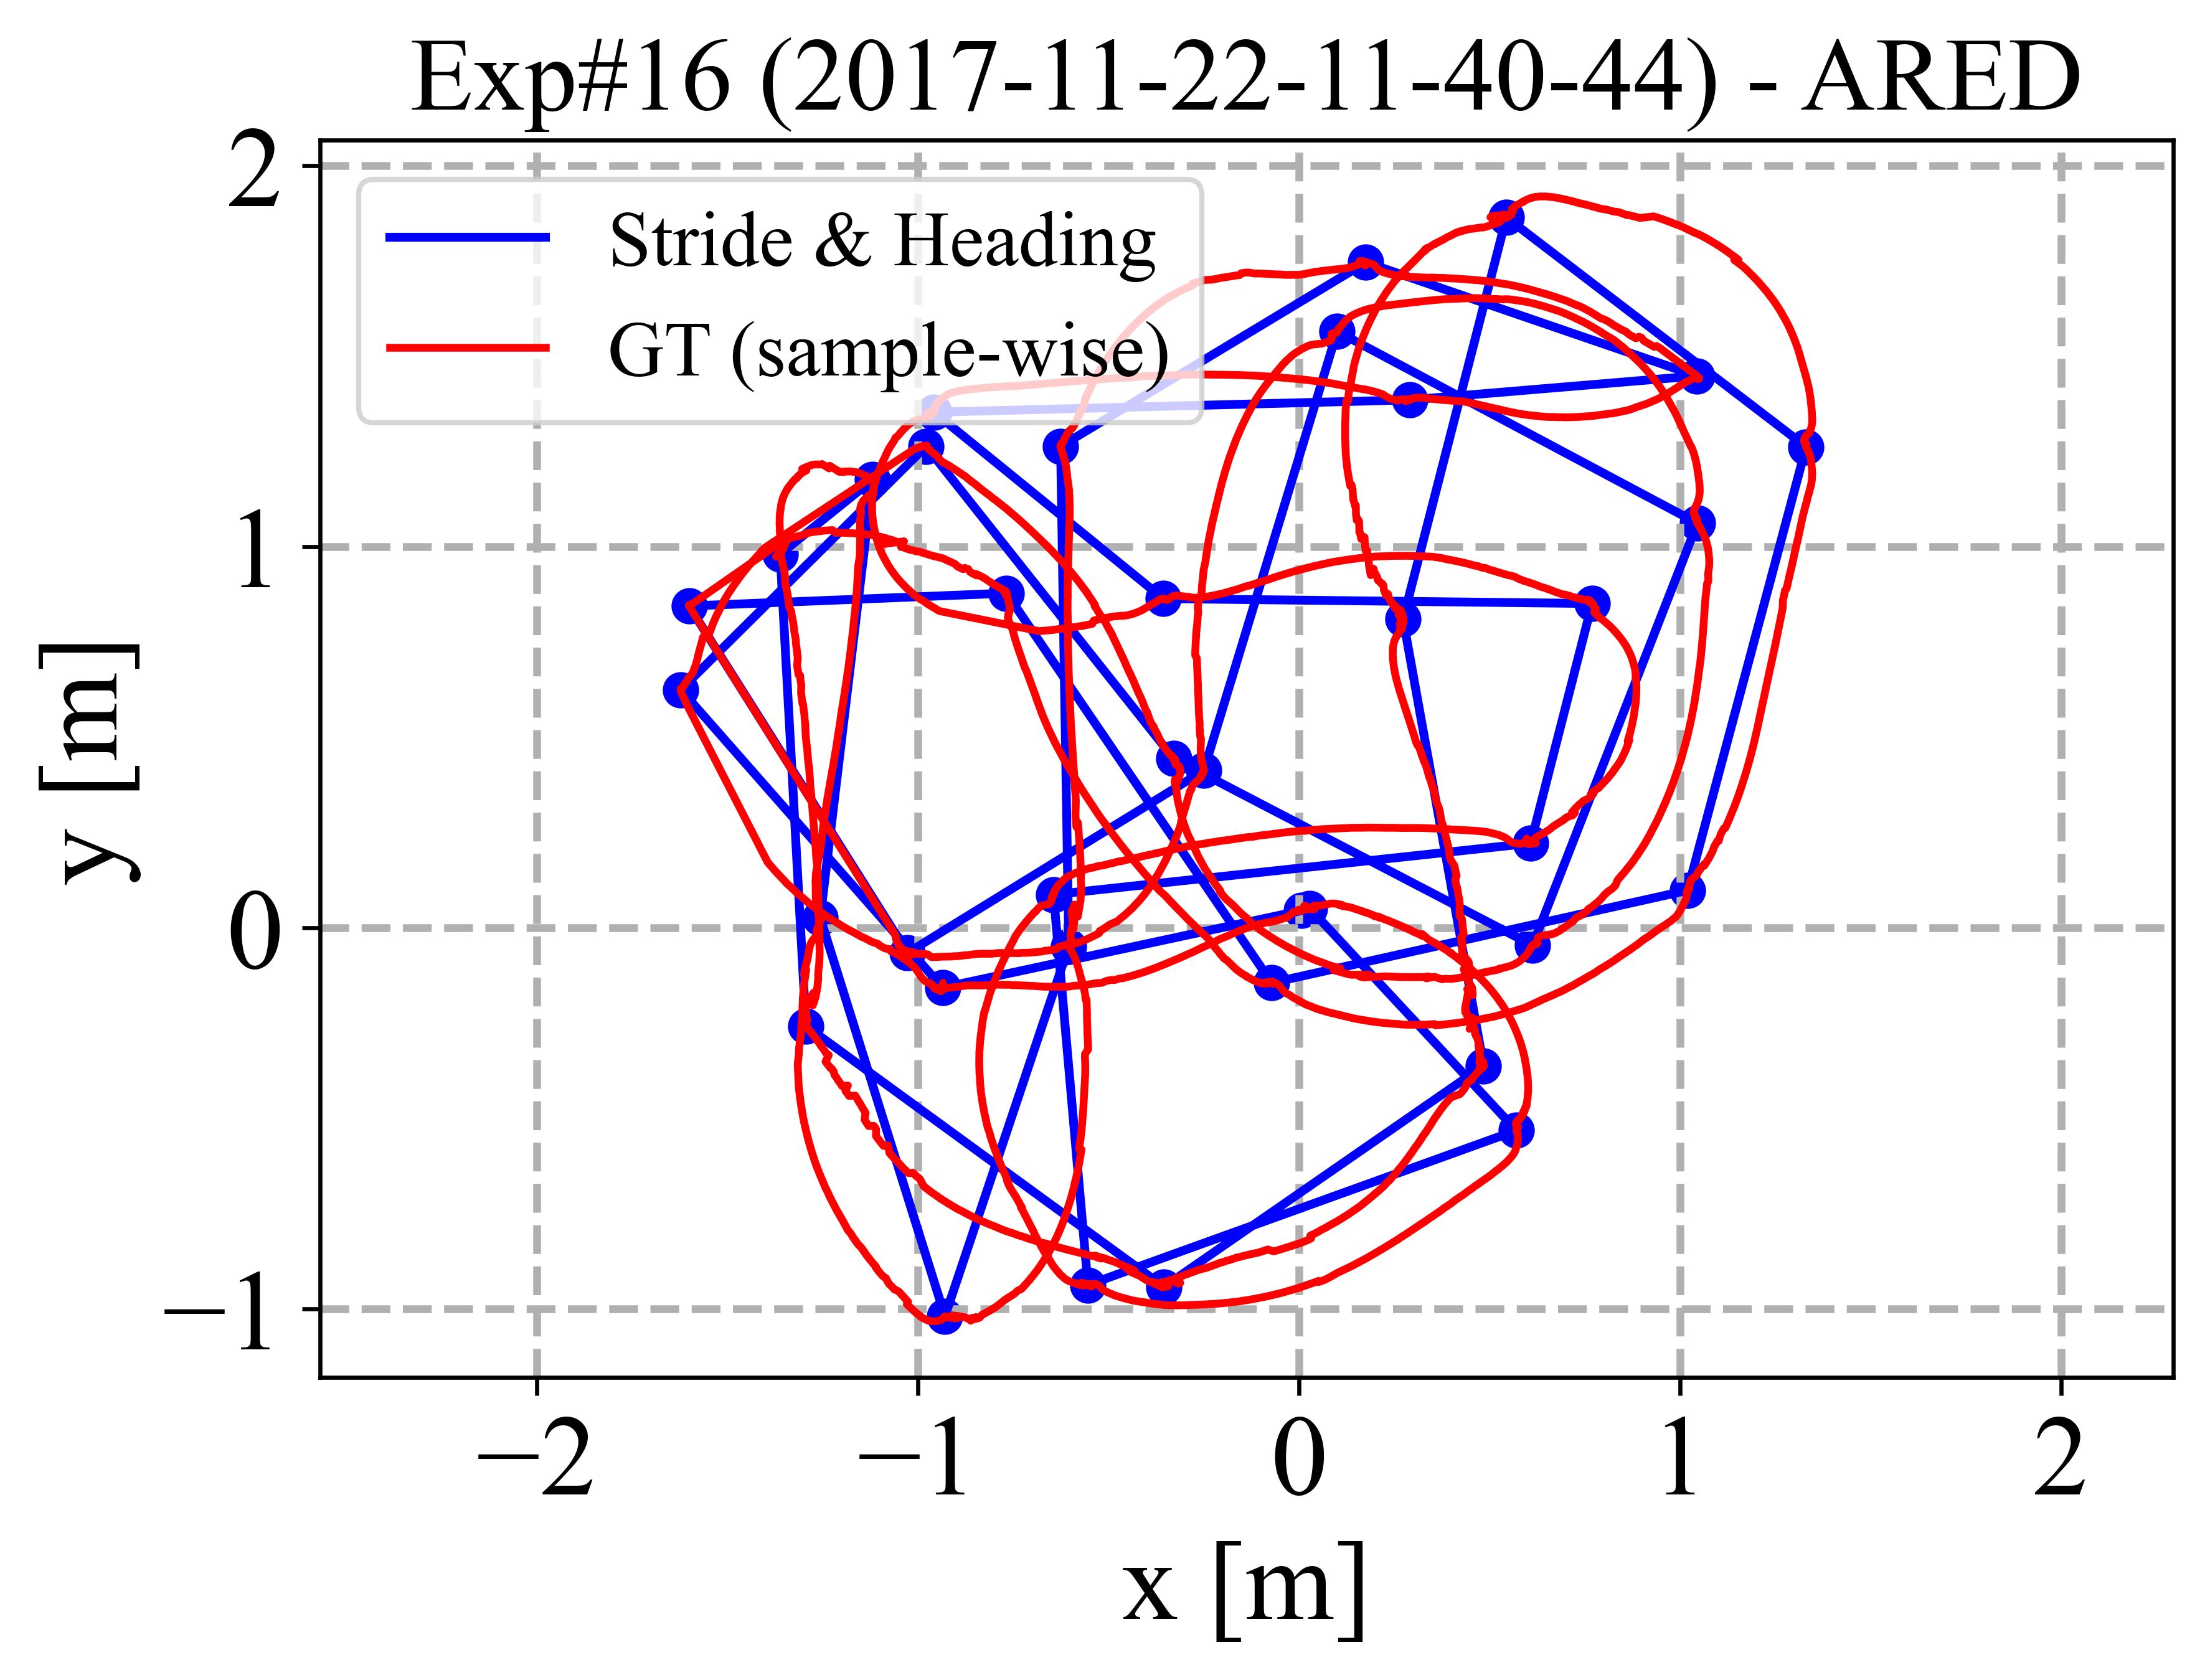 Exp#16 (2017-11-22-11-40-44) - ARED
Stride & Heading
GT (sample-wise)
2
1
0
−1
y [m]
−2
−1
0
1
2
x [m]